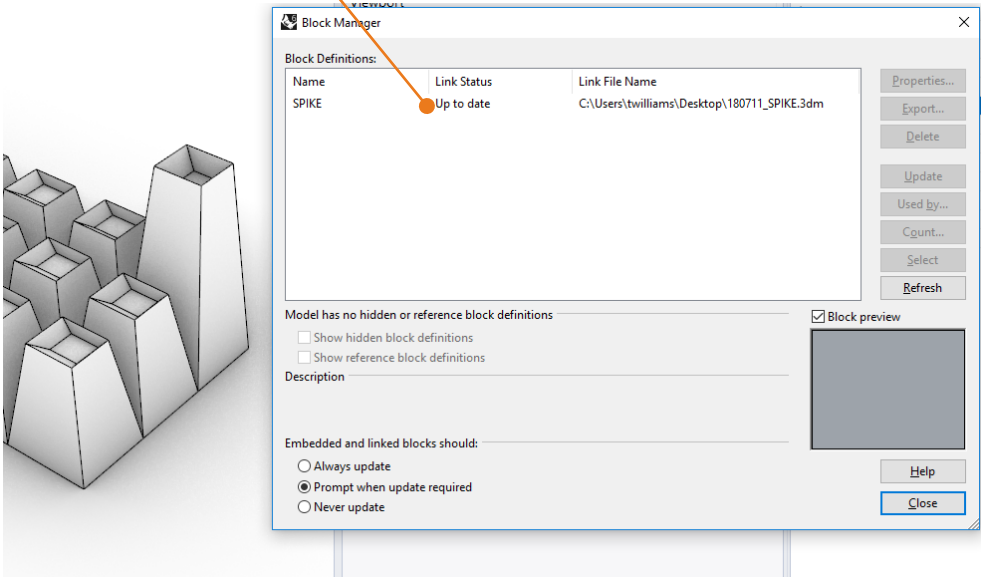 Viewport
Block Manager
Block Definitions:
Name Link Status Link File Name
SPIKE Up to date C:\Users\twilliams\Desktop\180711_SPIKE.3dm
Properties...
Export...
Delete
Update
Used by...
Count...
Select
Refresh
Model has no hidden or reference block definitions
Block preview
Show hidden block definitions
Show reference block definitions
Description
Embedded and linked blocks should:
Always update
Prompt when update required
Never update
Help
Close